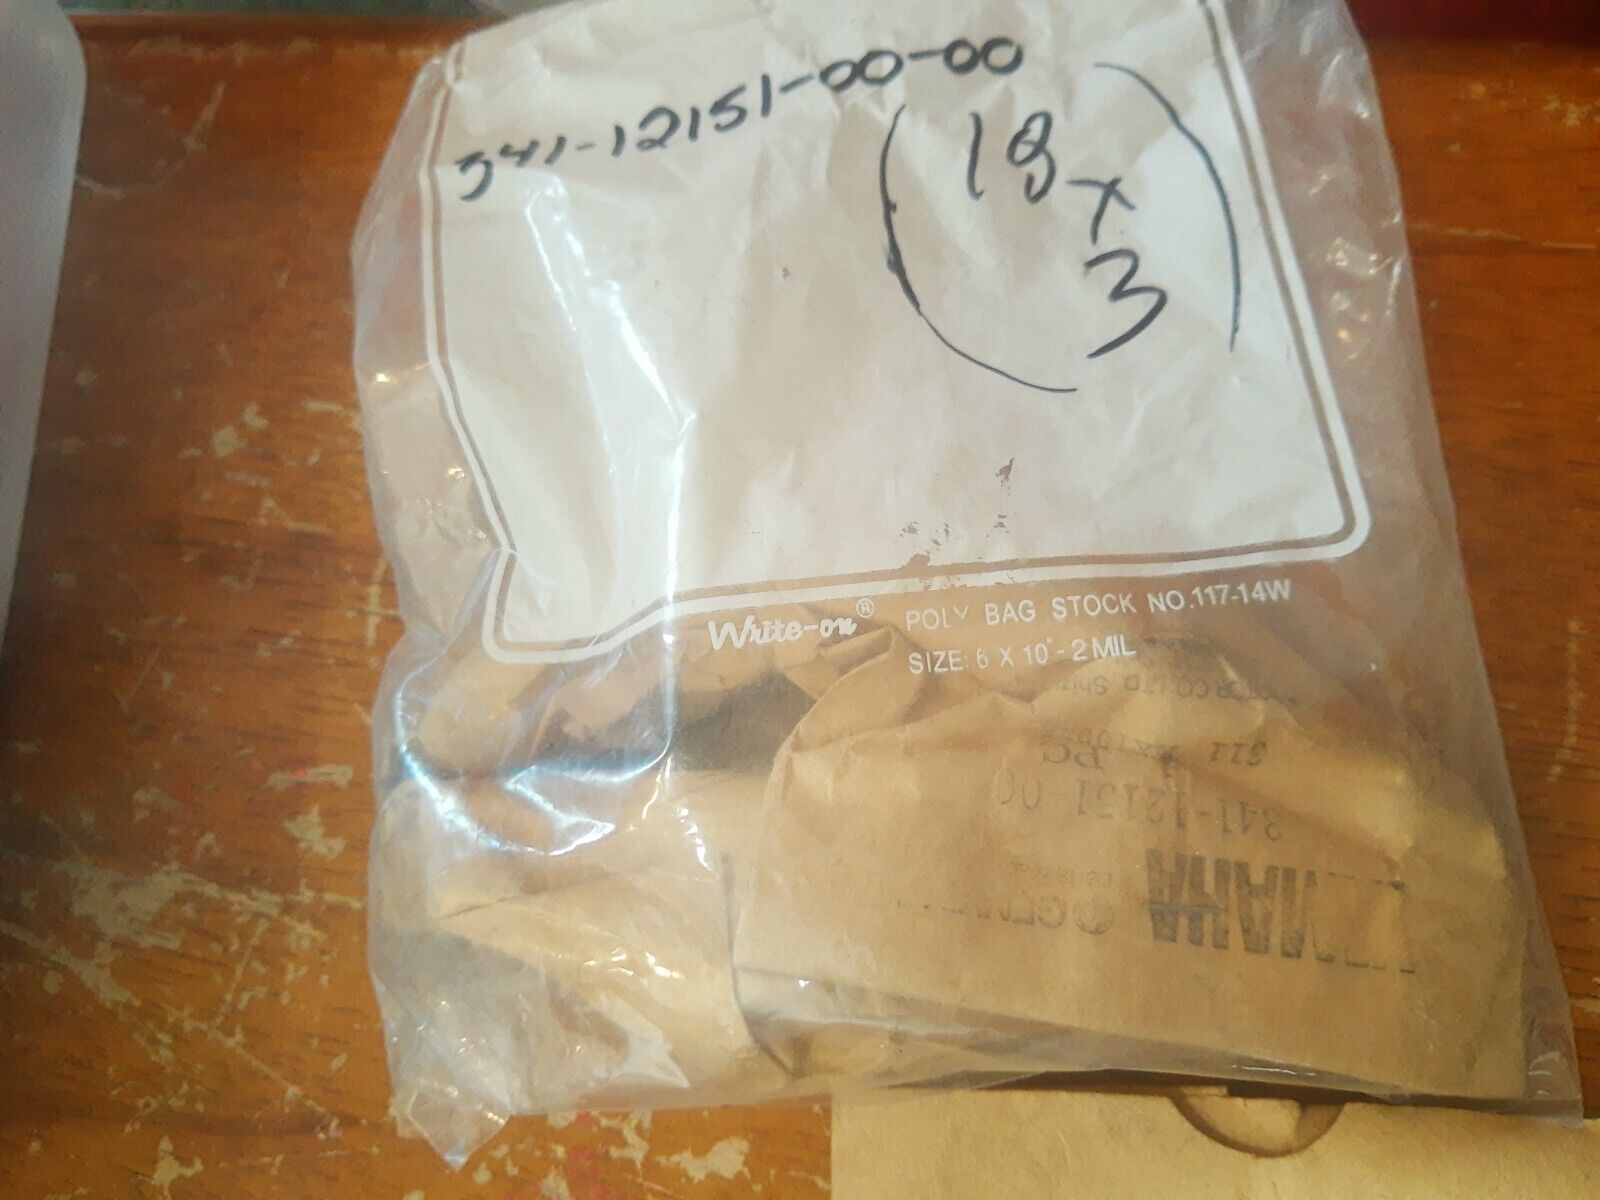 341-12151-00-00
18
x
3
Write-on® POLY BAG STOCK NO.117-14W
SIZE: 6 X 10" - 2 MIL
YAMAHA
341-12151-00